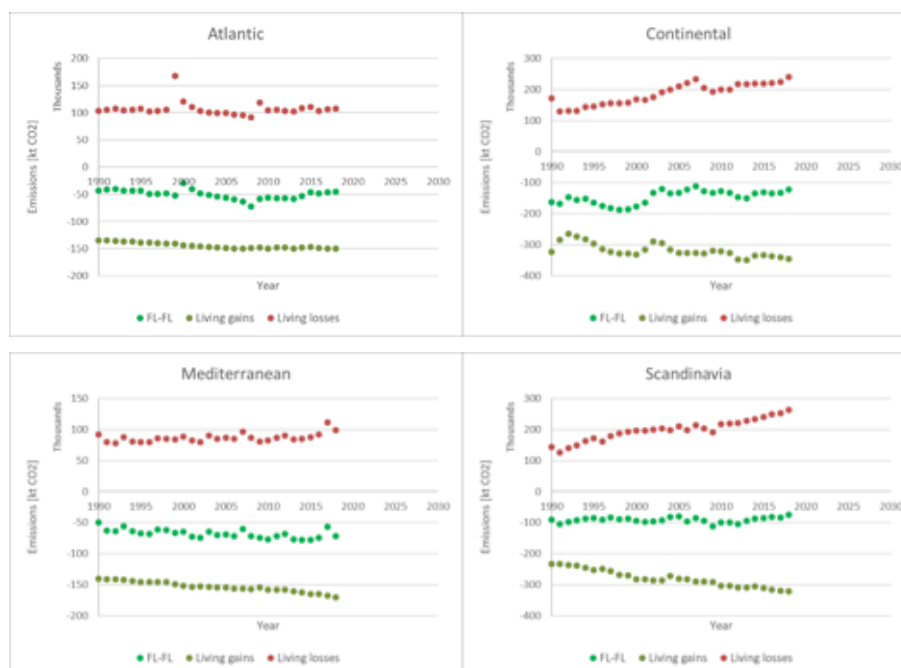 Atlantic
Thousands
Emissions [kt CO2]
200
150
100
50
0
-50
-100
-150
-200
1990 1995 2000 2005 2010 2015 2020 2025 2030
Year
FL-FL Living gains Living losses
Continental
Thousands
Emissions [kt CO2]
300
200
100
0
-100
-200
-300
-400
1990 1995 2000 2005 2010 2015 2020 2025 2030
Year
FL-FL Living gains Living losses
Mediterranean
Thousands
Emissions [kt CO2]
150
100
50
0
-50
-100
-150
-200
1990 1995 2000 2005 2010 2015 2020 2025 2030
Year
FL-FL Living gains Living losses
Scandinavia
Thousands
Emissions [kt CO2]
300
200
100
0
-100
-200
-300
-400
1990 1995 2000 2005 2010 2015 2020 2025 2030
Year
FL-FL Living gains Living losses